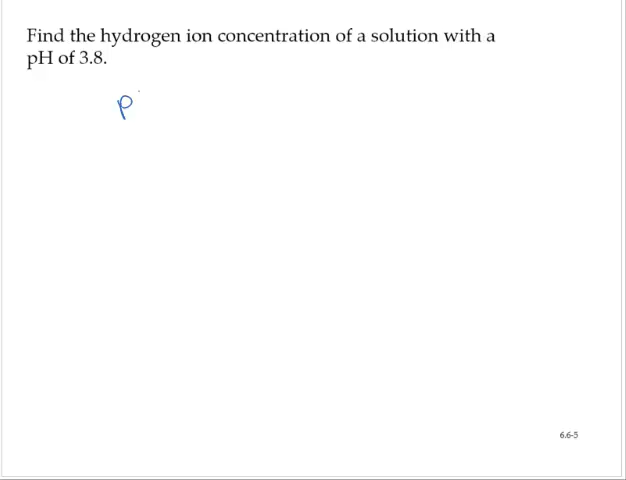 Find the hydrogen ion concentration of a solution with a
pH of 3.8.
p
6.6-5